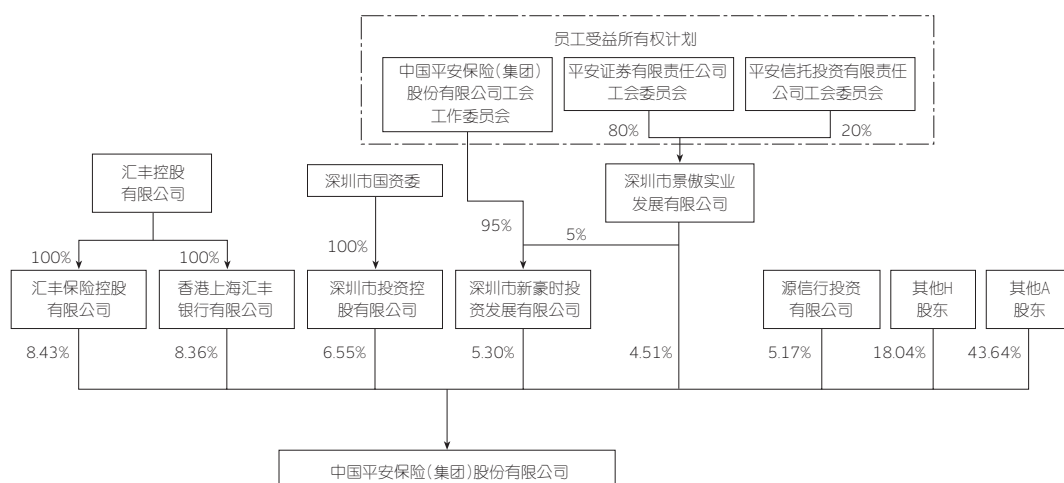 员工受益所有权计划
中国平安保险(集团)
股份有限公司工会
工作委员会
平安证券有限责任公司
工会委员会
平安信托投资有限责任
公司工会委员会
80%
20%
汇丰控股
有限公司
深圳市国资委
深圳市景傲实业
发展有限公司
95%
5%
100%
100%
100%
汇丰保险控股
有限公司
香港上海汇丰
银行有限公司
深圳市投资控
股有限公司
深圳市新豪时投
资发展有限公司
源信行投资
有限公司
其他H
股东
其他A
股东
8.43%
8.36%
6.55%
5.30%
4.51%
5.17%
18.04%
43.64%
中国平安保险(集团)股份有限公司